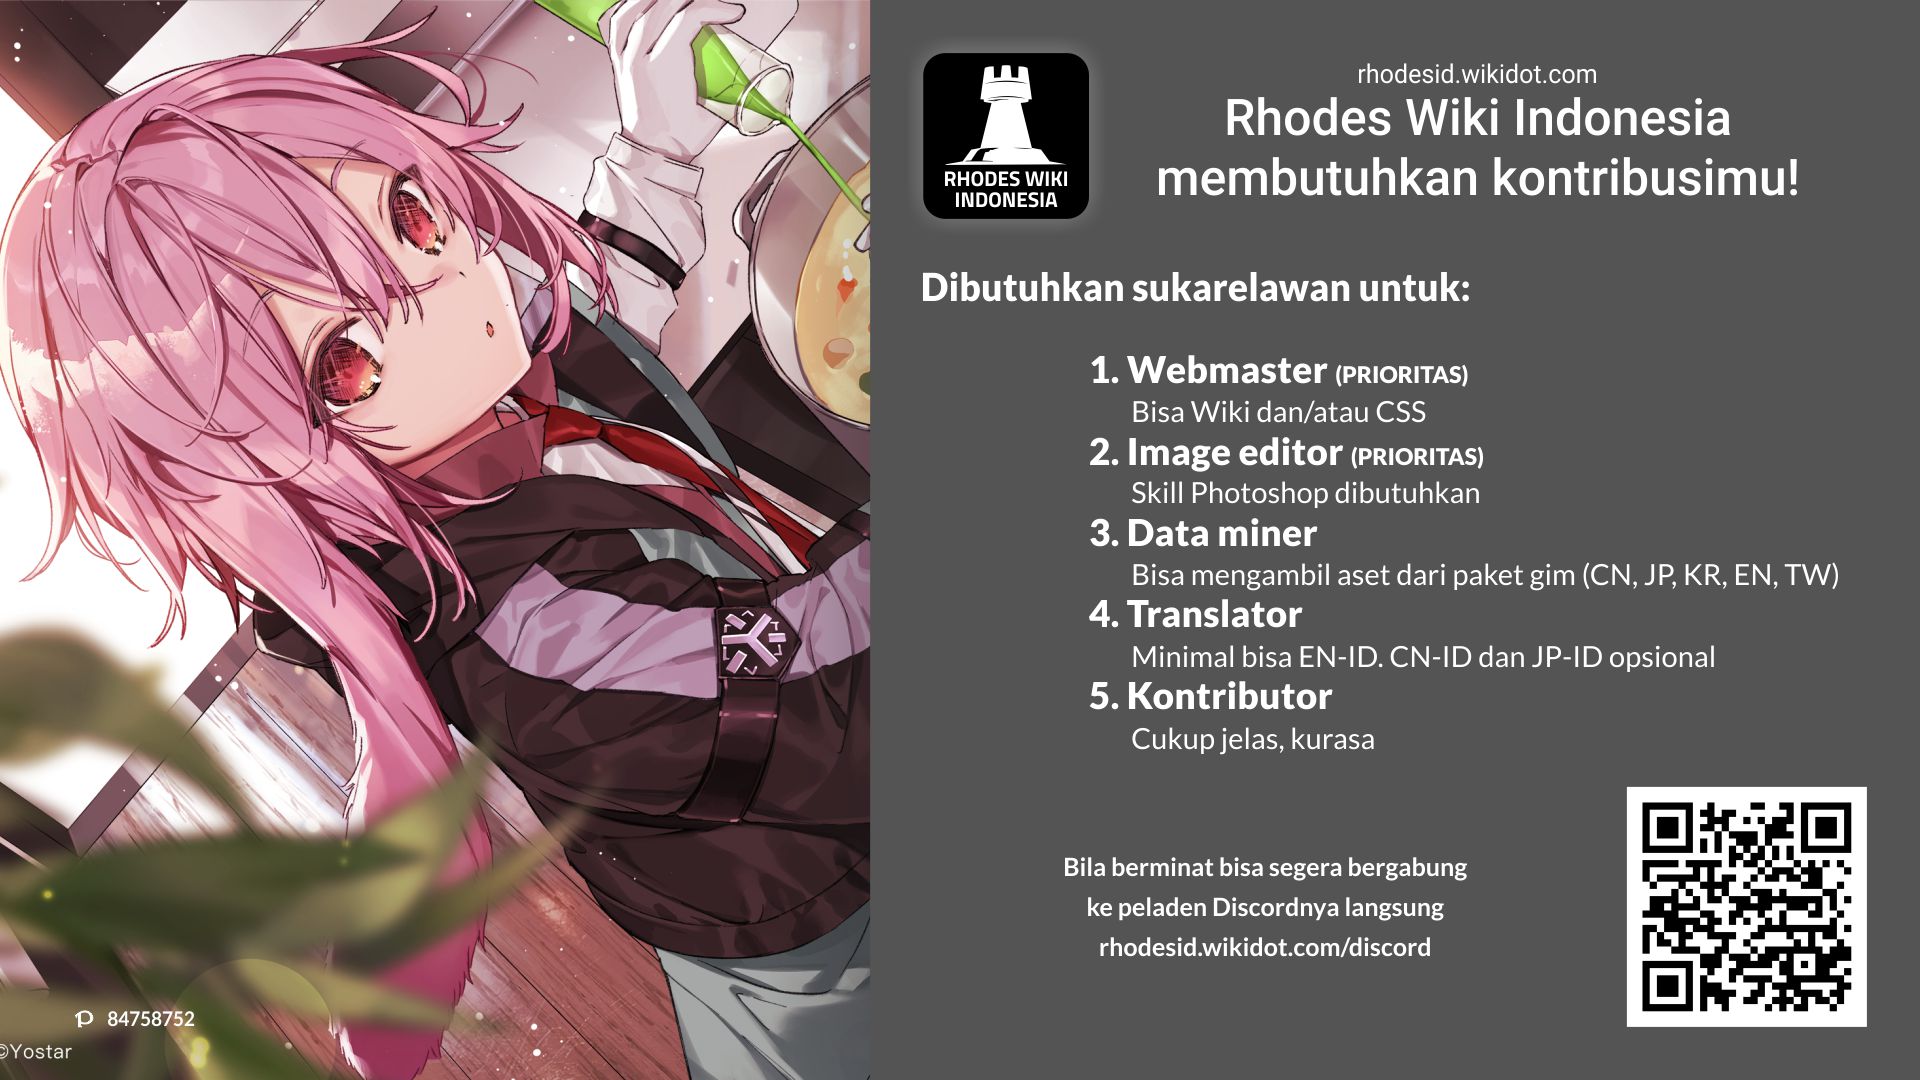 RHODES WIKI
INDONESIA
rhodesid.wikidot.com
Rhodes Wiki Indonesia
membutuhkan kontribusimu!
Dibutuhkan sukarelawan untuk:
1. Webmaster (PRIORITAS)
Bisa Wiki dan/atau CSS
2. Image editor (PRIORITAS)
Skill Photoshop dibutuhkan
3. Data miner
Bisa mengambil aset dari paket gim (CN, JP, KR, EN, TW)
4. Translator
Minimal bisa EN-ID. CN-ID dan JP-ID opsional
5. Kontributor
Cukup jelas, kurasa
Bila berminat bisa segera bergabung
ke peladen Discordnya langsung
rhodesid.wikidot.com/discord
84758752
©Yostar